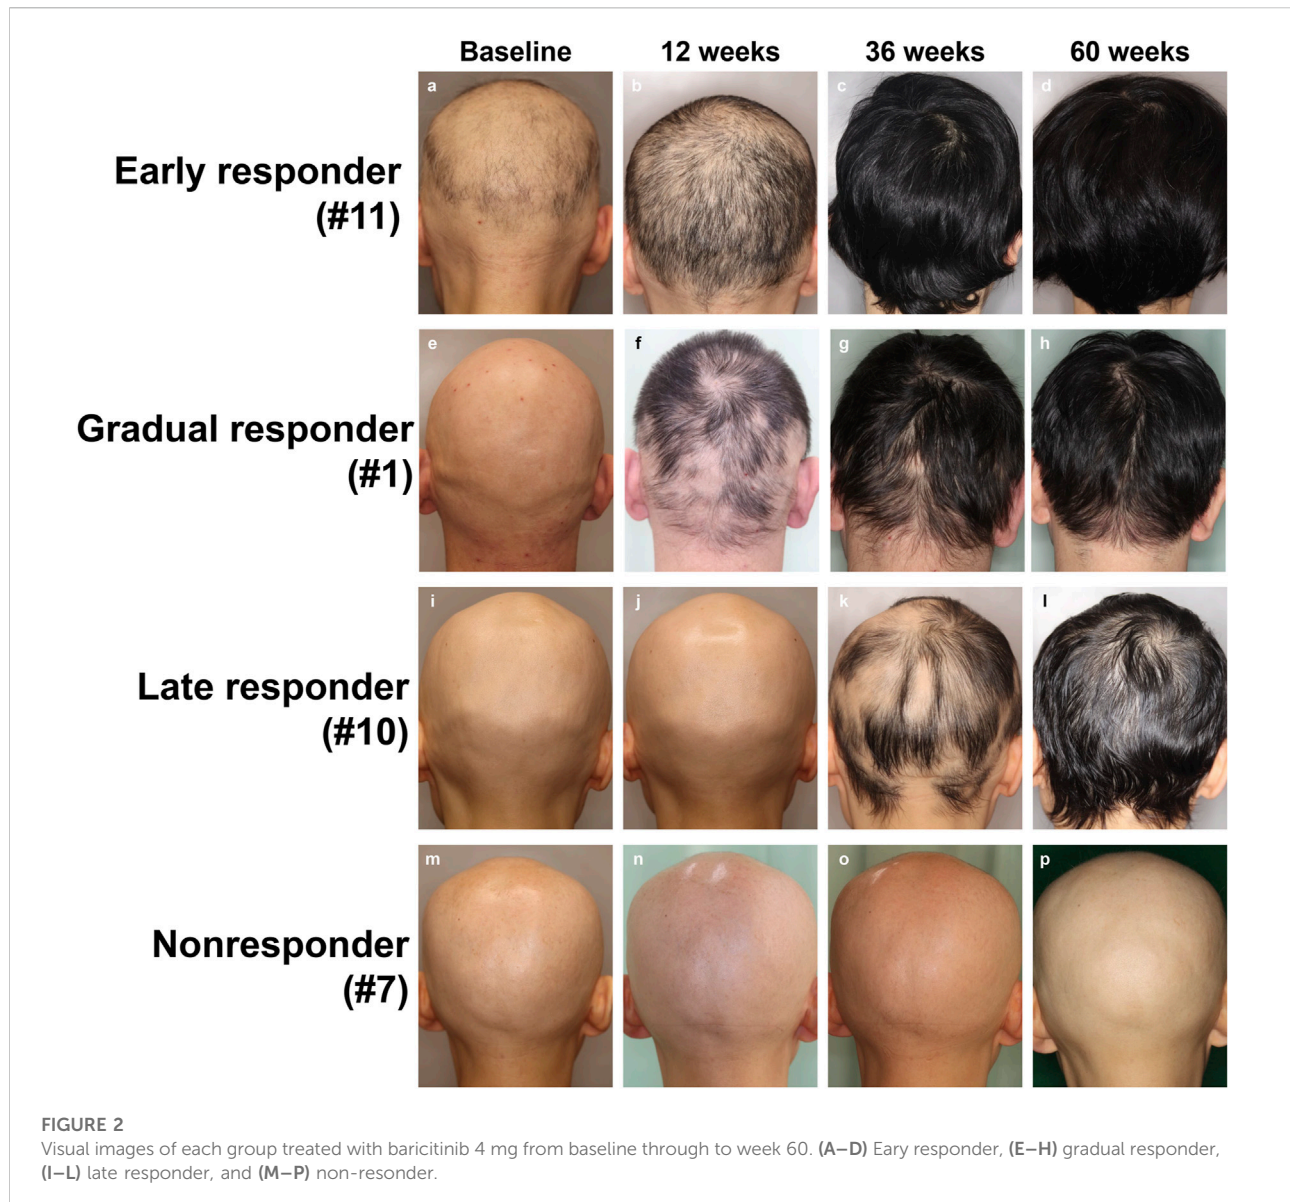 Baseline 12 weeks 36 weeks 60 weeks
a b c d
Early responder
(#11)
e f g h
Gradual responder
(#1)
i j k l
Late responder
(#10)
m n o p
Nonresponder
(#7)
FIGURE 2
Visual images of each group treated with baricitinib 4 mg from baseline through to week 60. (A–D) Eary responder, (E–H) gradual responder,
(I–L) late responder, and (M–P) non-resonder.